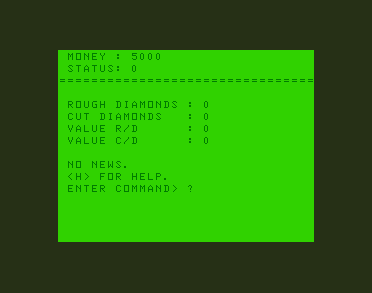 MONEY : 5000
STATUS: 0
================================
ROUGH DIAMONDS : 0
CUT DIAMONDS   : 0
VALUE R/D      : 0
VALUE C/D      : 0
NO NEWS.
<H> FOR HELP.
ENTER COMMAND> ?